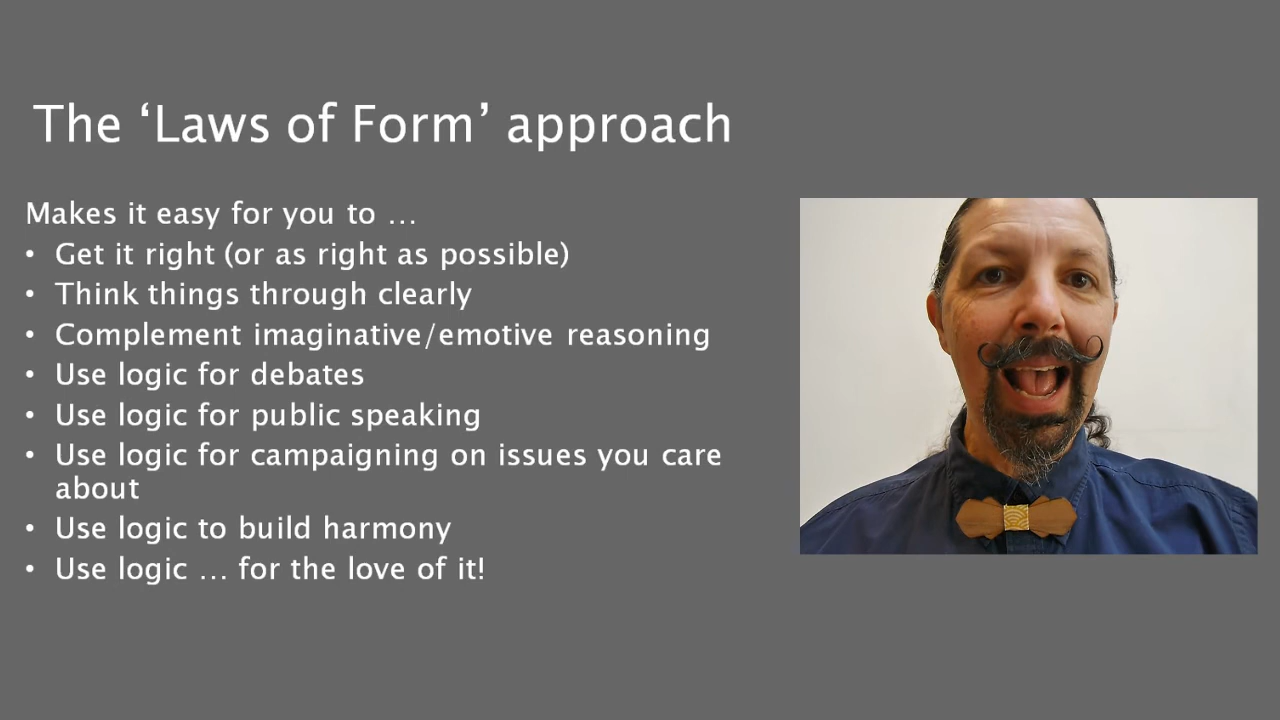 The ‘Laws of Form’ approach
Makes it easy for you to …
• Get it right (or as right as possible)
• Think things through clearly
• Complement imaginative/emotive reasoning
• Use logic for debates
• Use logic for public speaking
• Use logic for campaigning on issues you care
about
• Use logic to build harmony
• Use logic … for the love of it!